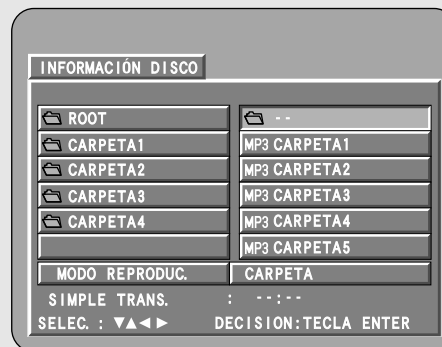 INFORMACIÓN DISCO
ROOT --
CARPETA1 MP3 CARPETA1
CARPETA2 MP3 CARPETA2
CARPETA3 MP3 CARPETA3
CARPETA4 MP3 CARPETA4
MP3 CARPETA5
MODO REPRODUC. CARPETA
SIMPLE TRANS. : --:--
SELEC. : ▼▲◄► DECISION:TECLA ENTER